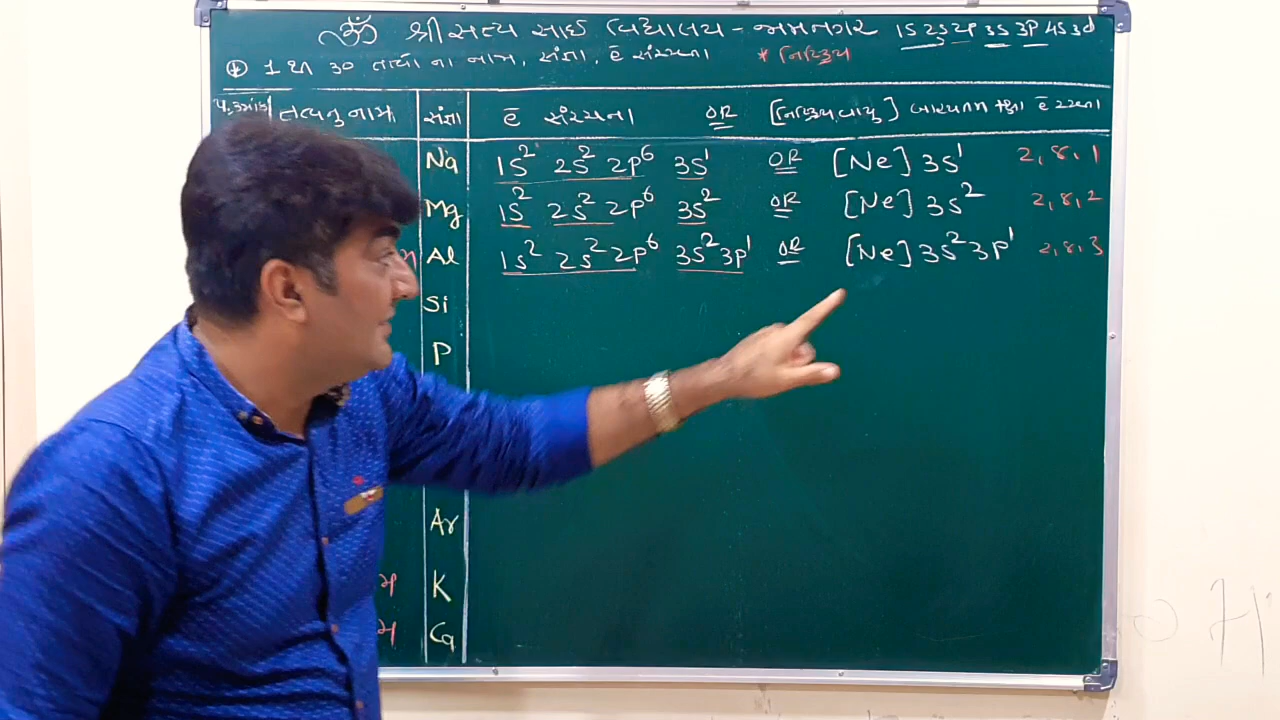 ૐ શ્રી સત્ય સાઈ વિદ્યાલય - જામનગર 1S 2S 2P 3S 3P 4S 3d
* 1 થી 30 તત્વો ના નામ, સંજ્ઞા, ē સંરચના * નિષ્ક્રિય
તત્વનુ નામ સંજ્ઞા ē સંરચના OR [નિષ્ક્રિય વાયુ] ē રચના
Na 1s² 2s² 2p⁶ 3s¹ OR [Ne] 3s¹ 2,8,1
Mg 1s² 2s² 2p⁶ 3s² OR [Ne] 3s² 2,8,2
Al 1s² 2s² 2p⁶ 3s² 3p¹ OR [Ne] 3s² 3p¹ 2,8,3
Si
P
Ar
મ K
મ Ca